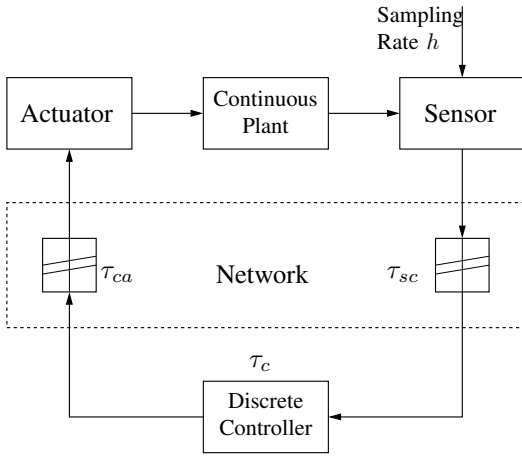 Sampling
Rate h
Actuator
Continuous
Plant
Sensor
τca
Network
τsc
τc
Discrete
Controller